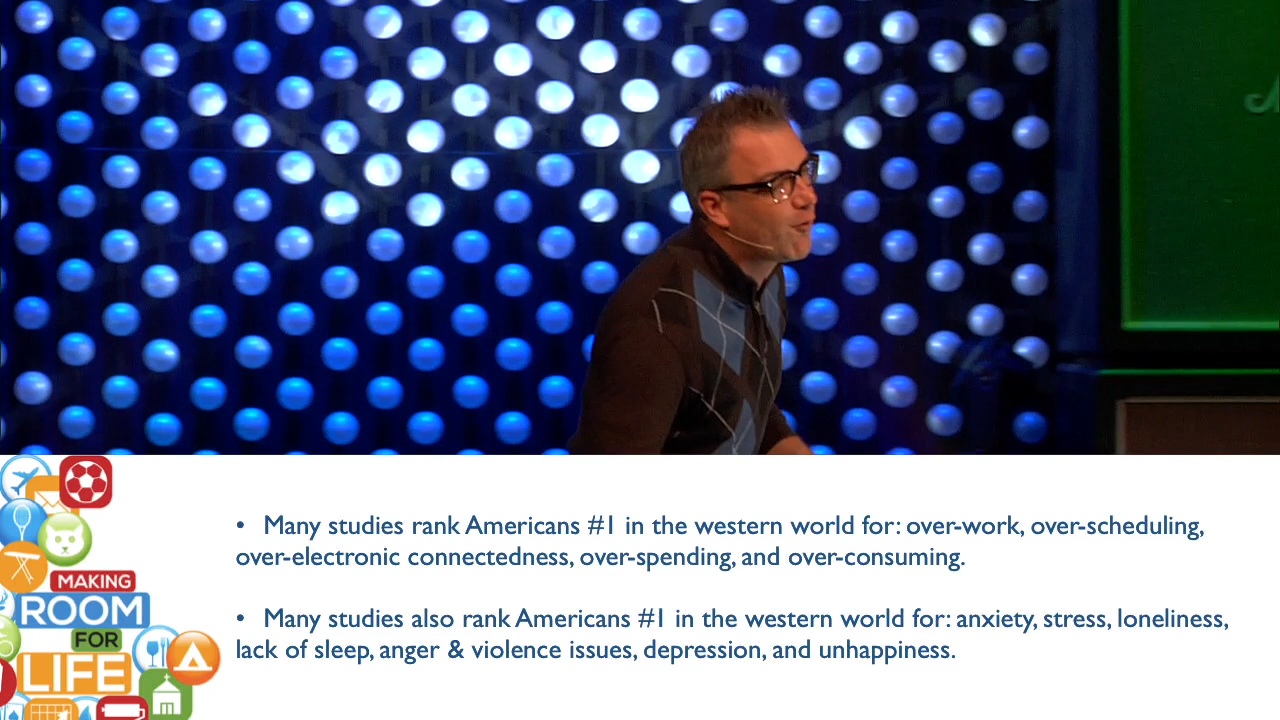 • Many studies rank Americans #1 in the western world for: over-work, over-scheduling,
over-electronic connectedness, over-spending, and over-consuming.
• Many studies also rank Americans #1 in the western world for: anxiety, stress, loneliness,
lack of sleep, anger & violence issues, depression, and unhappiness.
MAKING
ROOM
FOR
LIFE